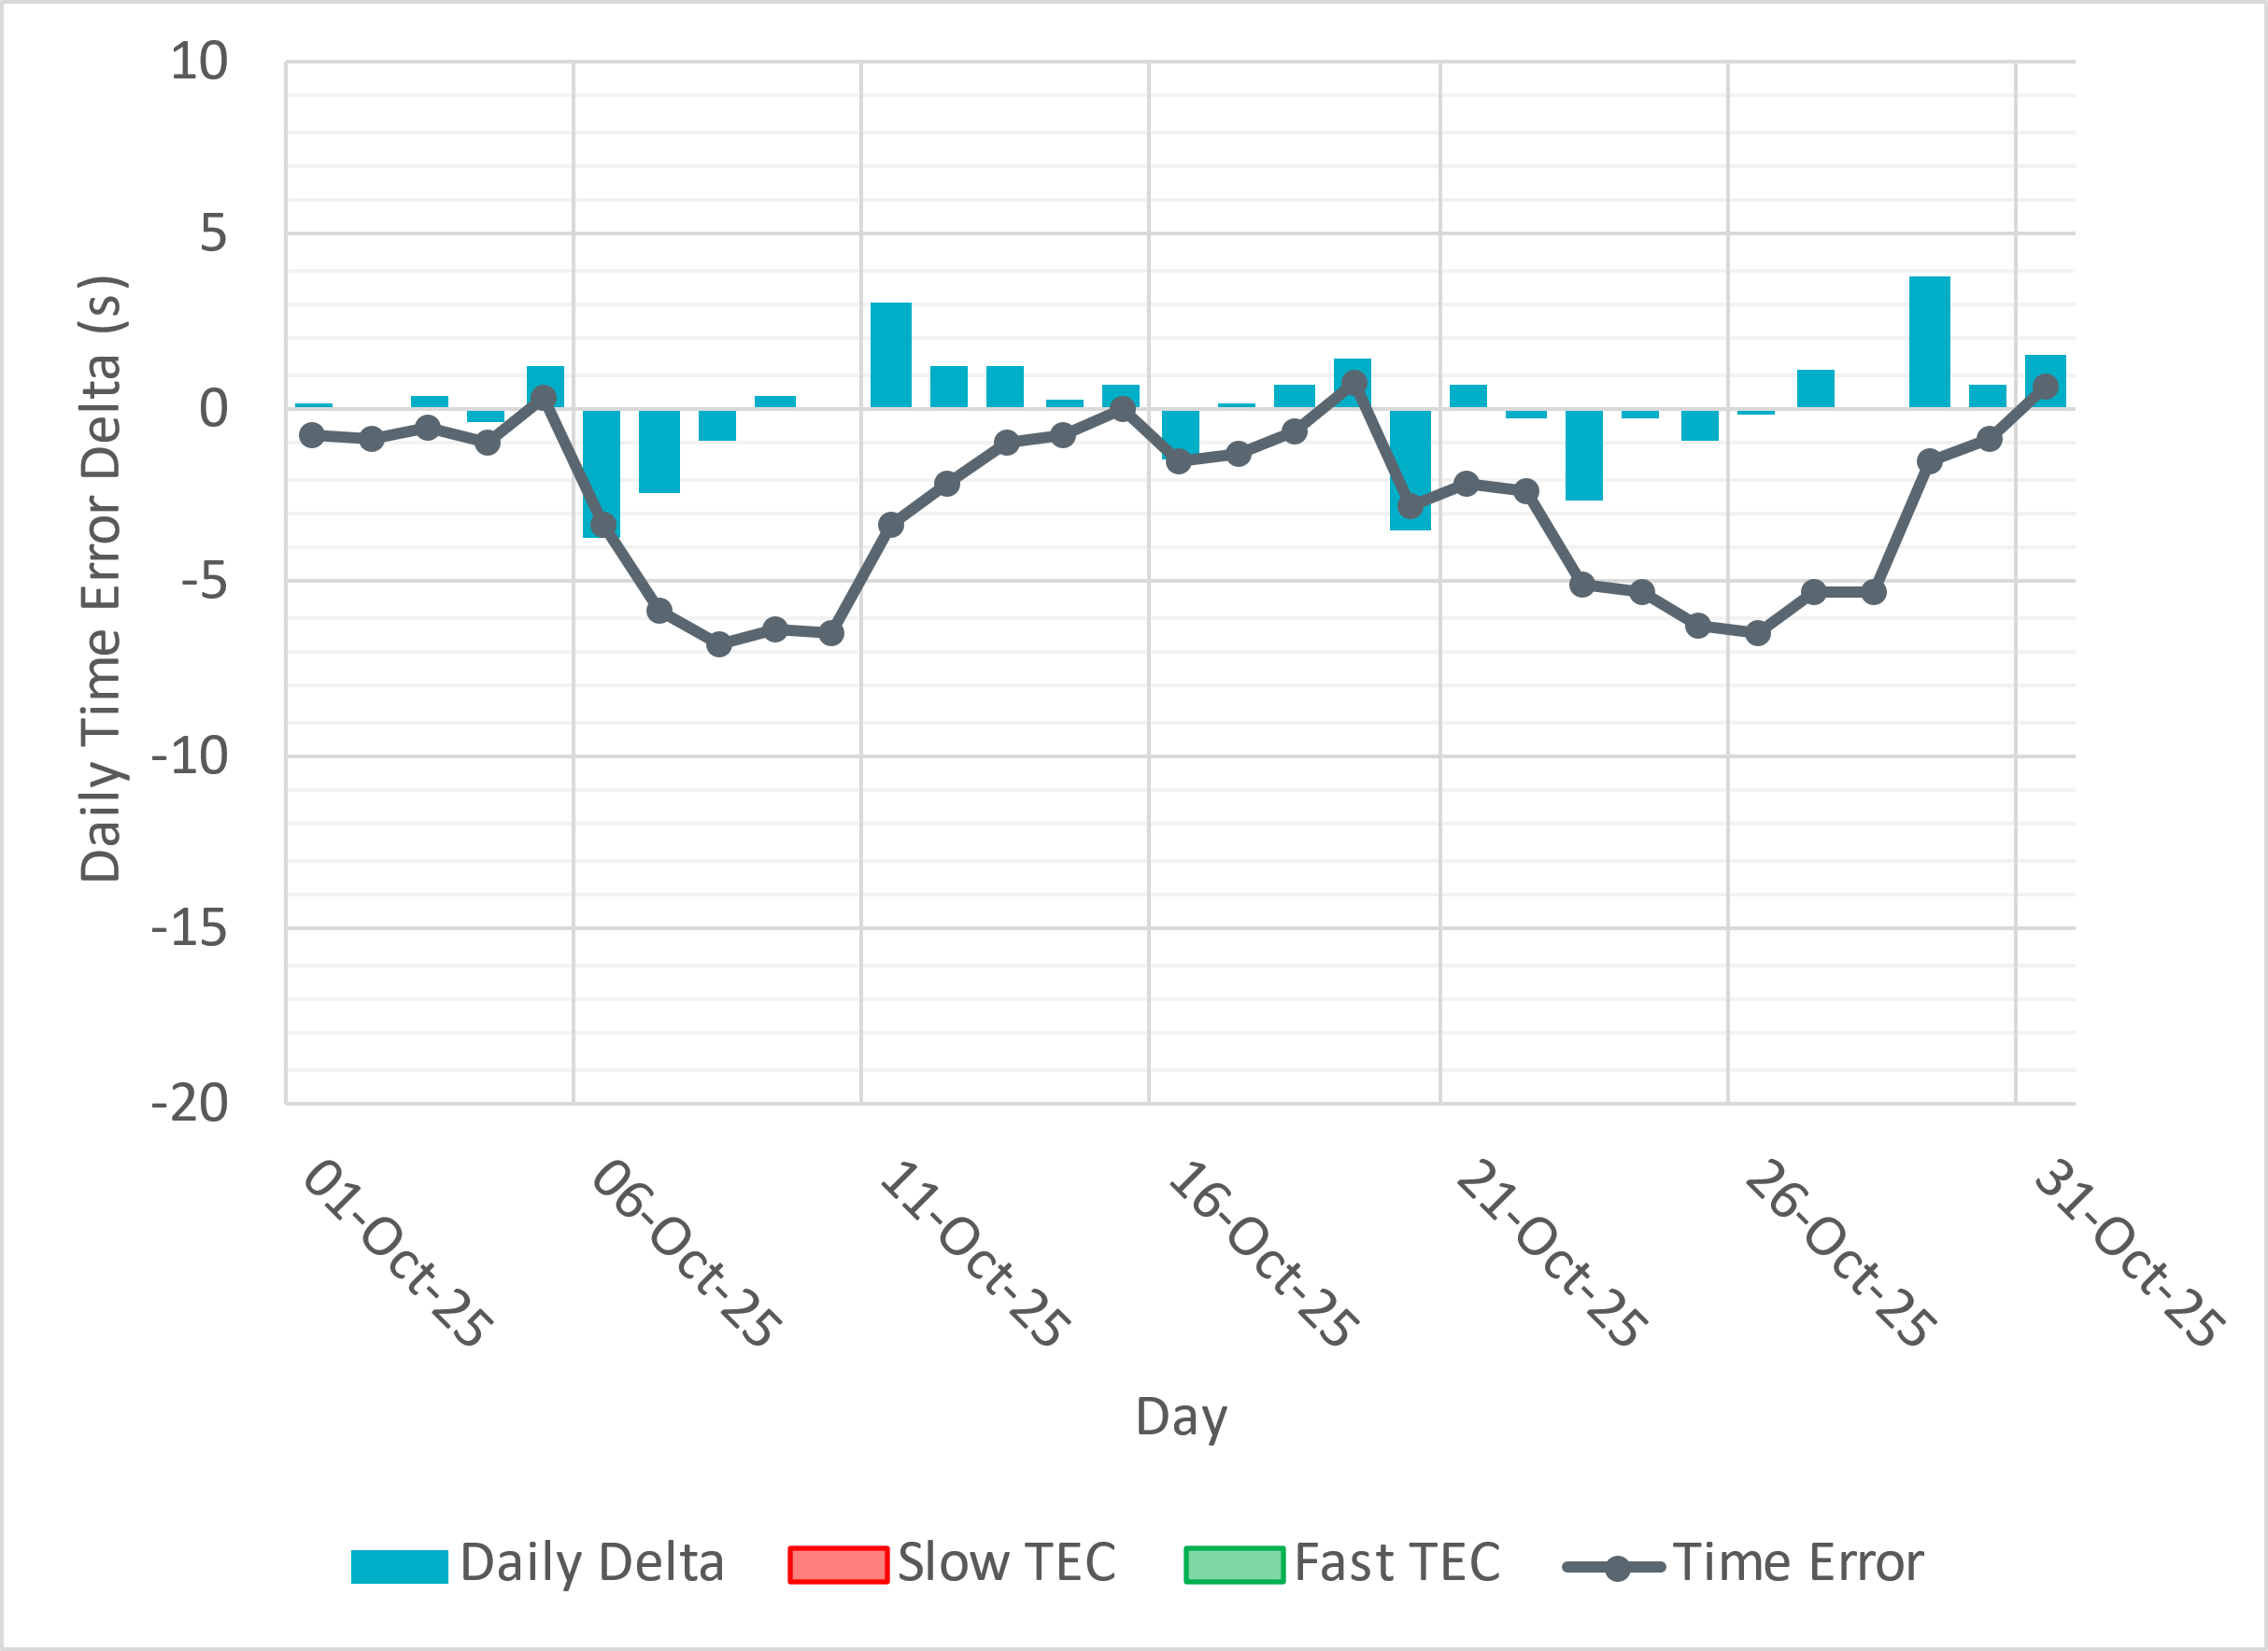 10
5
0
-5
-10
-15
-20
Daily Time Error Delta (s)
01-Oct-25
06-Oct-25
11-Oct-25
16-Oct-25
21-Oct-25
26-Oct-25
31-Oct-25
Day
Daily Delta
Slow TEC
Fast TEC
Time Error